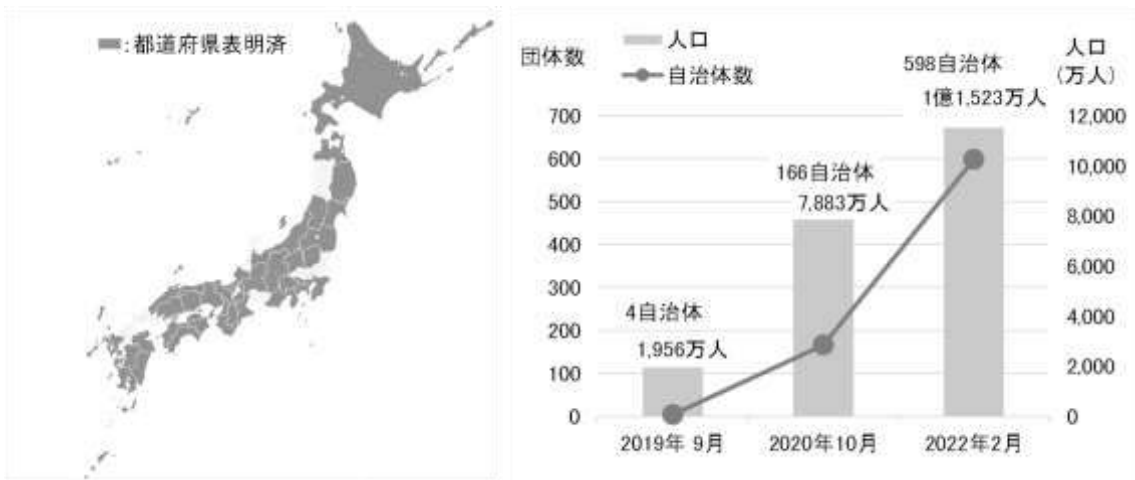 :都道府県表明済
団体数
人口
自治体数
人口
(万人)
598自治体
1億1,523万人
166自治体
7,883万人
4自治体
1,956万人
700
600
500
400
300
200
100
0
12,000
10,000
8,000
6,000
4,000
2,000
0
2019年 9月
2020年10月
2022年2月